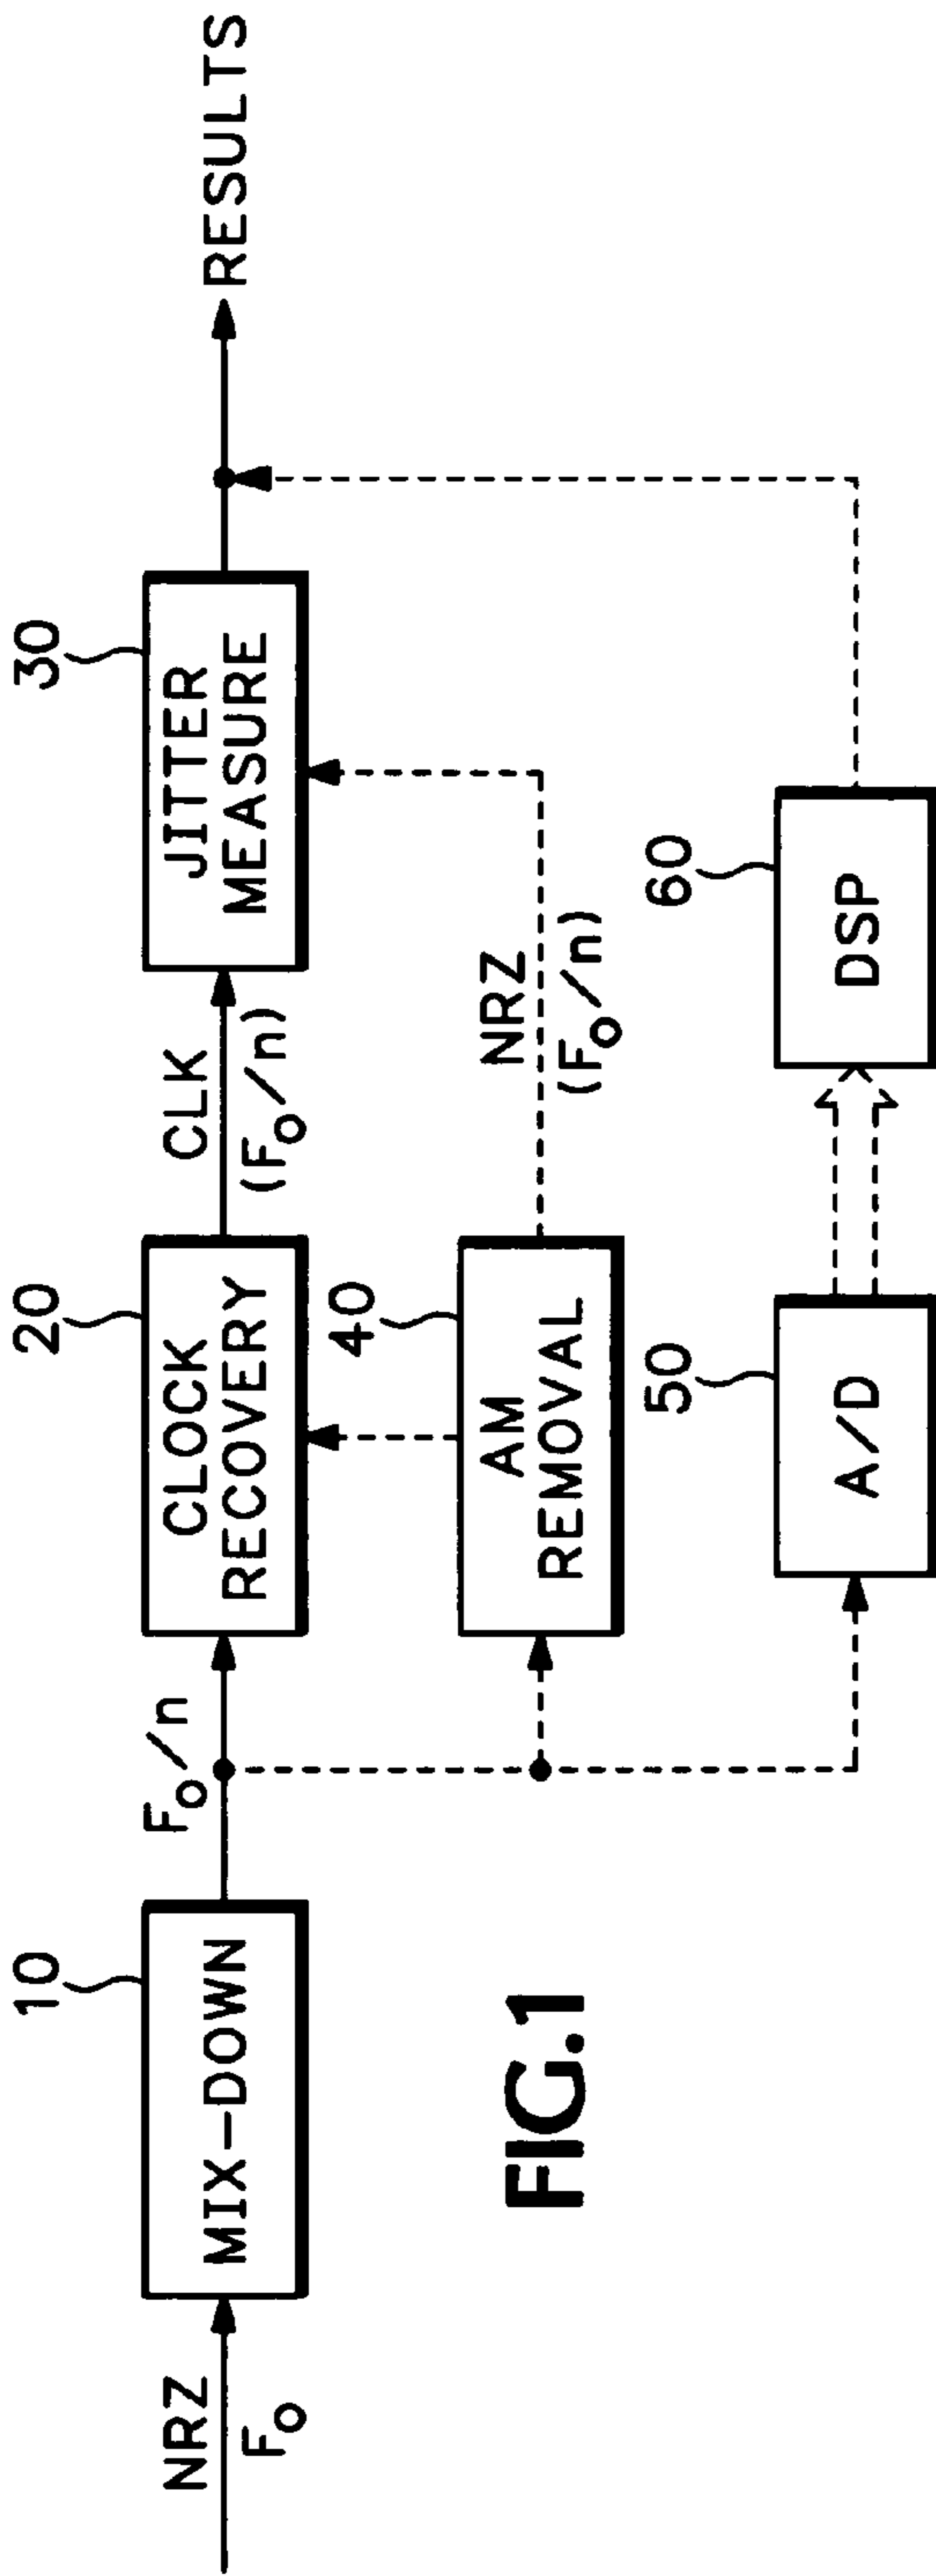 NRZ
Fo
10
MIX-DOWN
Fo/n
20
CLOCK
RECOVERY
CLK
(Fo/n)
30
JITTER
MEASURE
RESULTS
40
AM
REMOVAL
NRZ
(Fo/n)
50
A/D
60
DSP
FIG.1